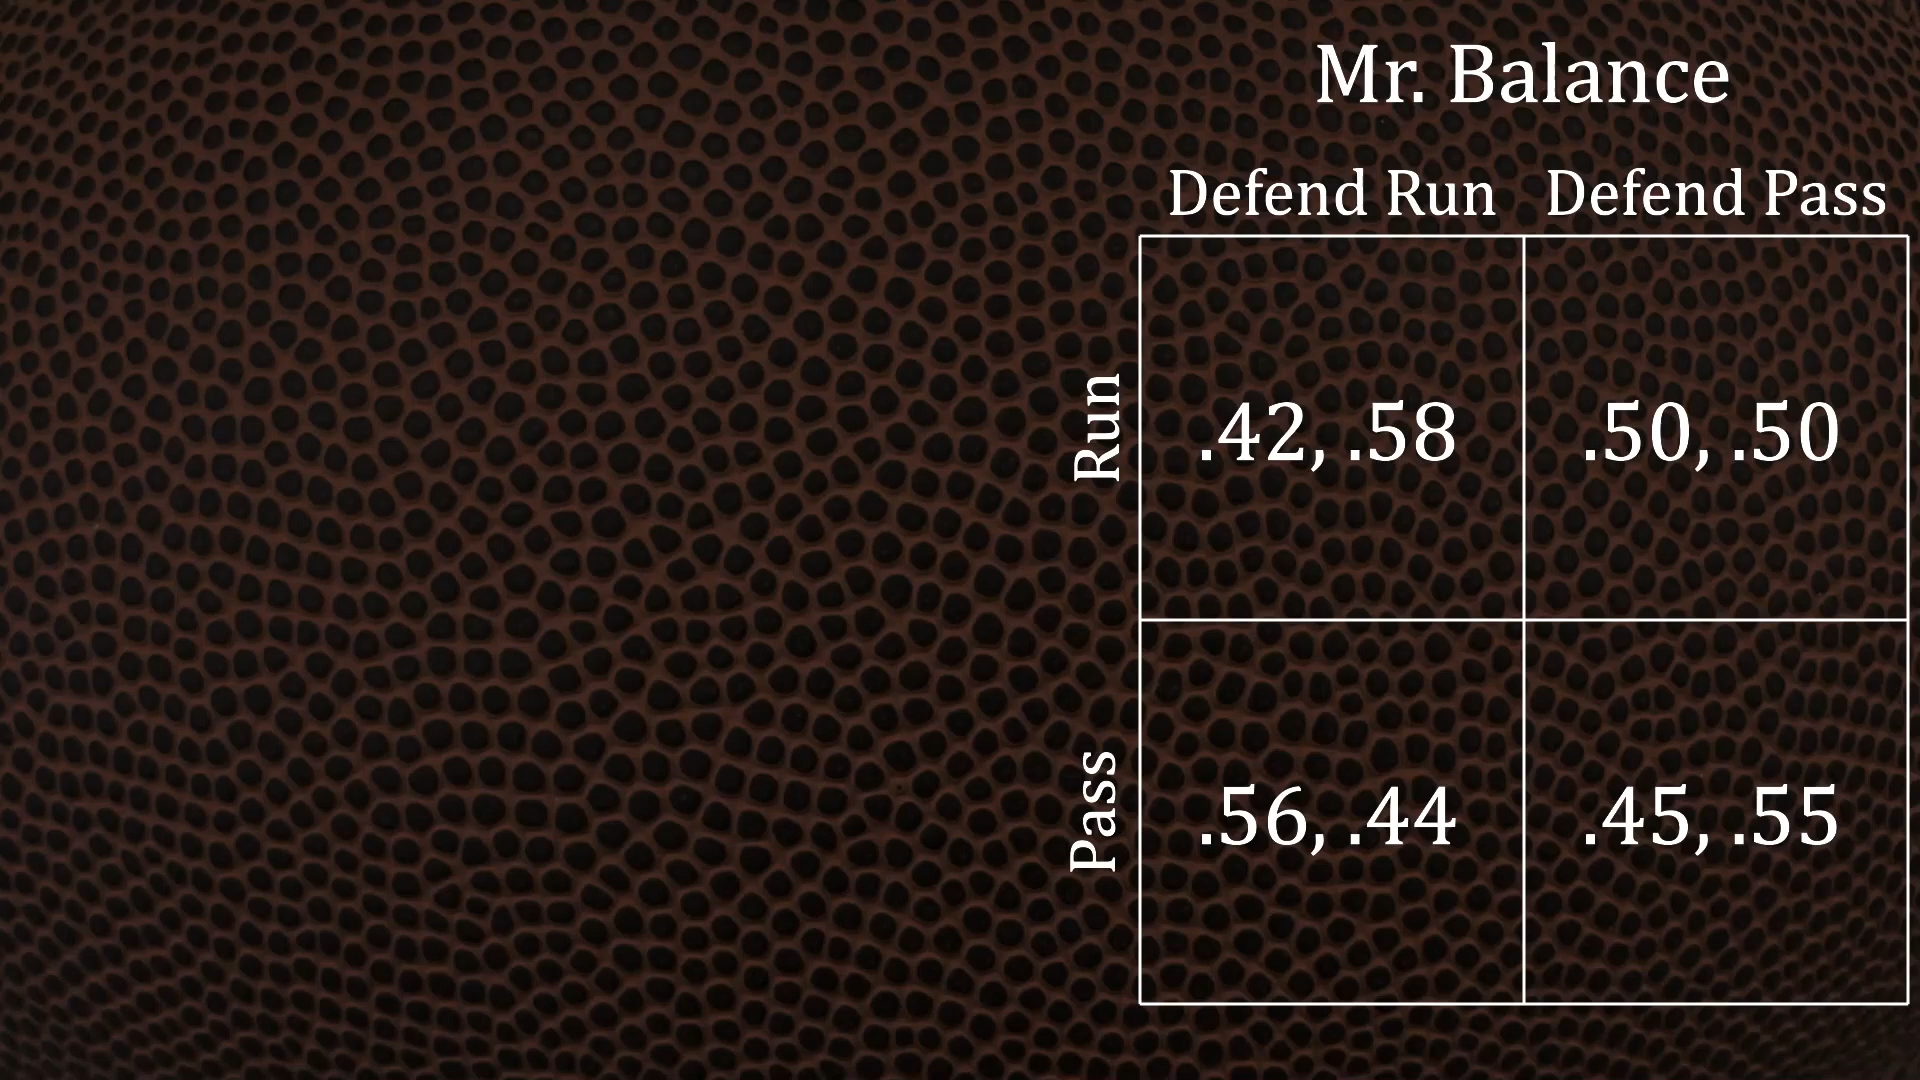 Mr. Balance
Defend Run Defend Pass
Run
.42, .58 .50, .50
Pass
.56, .44 .45, .55